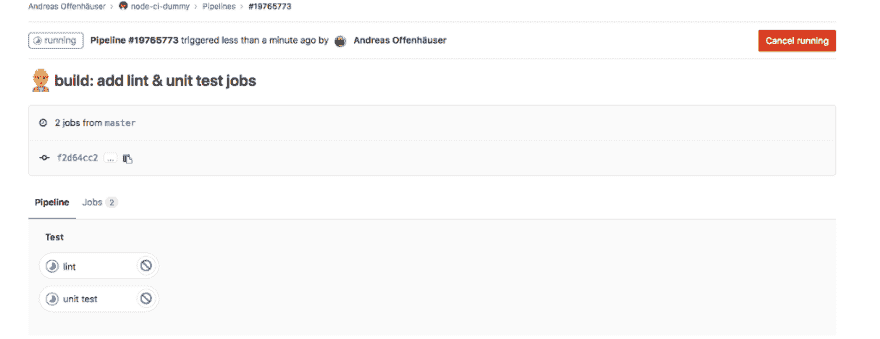 Andreas Offenhäuser > node-ci-dummy > Pipelines > #19765773
running Pipeline #19765773 triggered less than a minute ago by Andreas Offenhäuser Cancel running
build: add lint & unit test jobs
2 jobs from master
f2d64cc2 ...
Pipeline Jobs 2
Test
lint
unit test